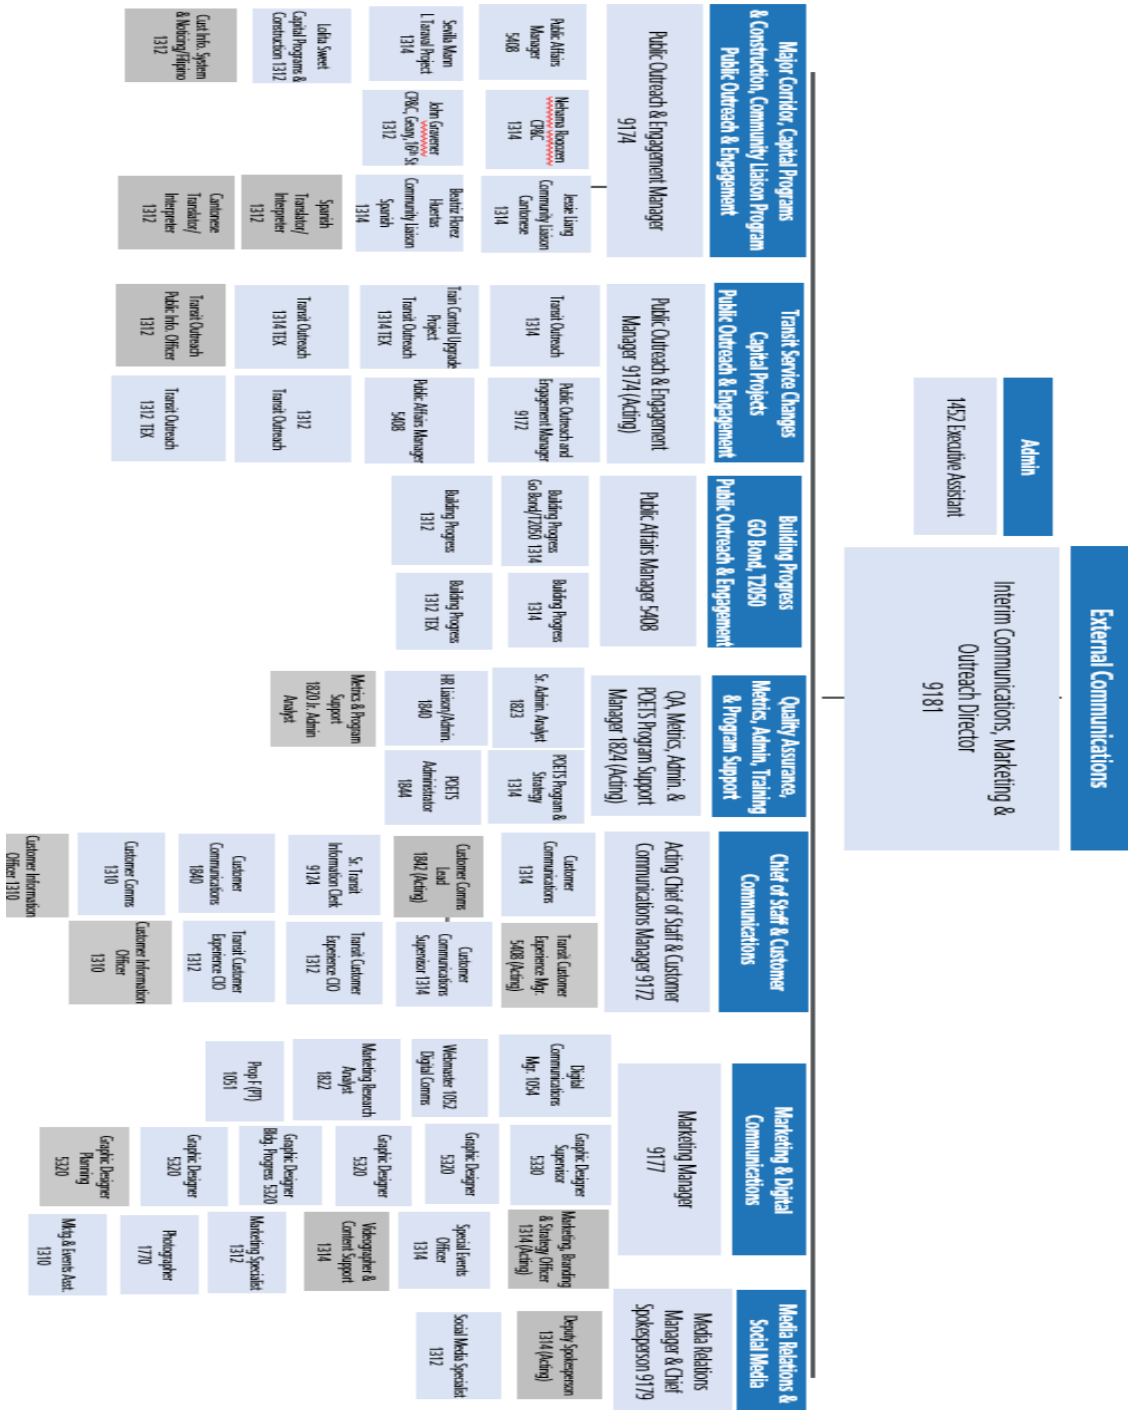 External Communications
Interim Communications, Marketing &
Outreach Director
9181
Admin
1452 Executive Assistant
Major Corridor, Capital Programs
& Construction, Community Liaison Program
Public Outreach & Engagement
Public Outreach & Engagement Manager
9174
Public Affairs
Manager
5408
Nehama Rogozen
CP&C
1314
Jessie Liang
Community Liaison
Cantonese
1314
Sevilla Mann
L Taraval Project
1314
John Gravener
CP&C, Geary, 16th St
1312
Beatriz Florez
Huertas
Community Liaison
Spanish
1314
Lolita Sweet
Capital Programs &
Construction 1312
Spanish
Translator/
Interpreter
1312
Cust Info. System
& Noticing/Filipino
1312
Cantonese
Translator/
Interpreter
1312
Transit Service Changes
Capital Projects
Public Outreach & Engagement
Public Outreach & Engagement
Manager 9174 (Acting)
Transit Outreach
1314
Public Outreach and
Engagement Manager
9172
Train Control Upgrade
Project
Transit Outreach
1314 TEX
Public Affairs Manager
5408
Transit Outreach
1314 TEX
1312
Transit Outreach
Transit Outreach
Public Info. Officer
1312
Transit Outreach
1312 TEX
Building Progress
GO Bond, T2050
Public Outreach & Engagement
Public Affairs Manager 5408
Building Progress
Go Bond/T2050 1314
Building Progress
1314
Building Progress
1312
Building Progress
1312 TEX
Quality Assurance,
Metrics, Admin, Training
& Program Support
QA, Metrics, Admin. &
POETS Program Support
Manager 1824 (Acting)
Sr. Admin. Analyst
1823
POETS Program &
Strategy
1314
HR Liaison/Admin.
1840
POETS
Administrator
1844
Metrics & Program
Support
1820 Jr. Admin
Analyst
Chief of Staff & Customer
Communications
Acting Chief of Staff & Customer
Communications Manager 9172
Customer
Communications
1314
Transit Customer
Experience Mgr.
5408 (Acting)
Customer Comms
Lead
1842 (Acting)
Customer
Communications
Supervisor 1314
Sr. Transit
Information Clerk
9124
Transit Customer
Experience CIO
1312
Customer
Communications
1840
Transit Customer
Experience CIO
1312
Customer Comms
1310
Customer Information
Officer
1310
Customer Information
Officer 1310
Marketing & Digital
Communications
Marketing Manager
9177
Digital
Communications
Mgr. 1054
Graphic Designer
Supervisor
5330
Marketing, Branding
& Strategy Officer
1314 (Acting)
Webmaster 1052
Digital Comms
Graphic Designer
5320
Special Events
Officer
1314
Marketing Research
Analyst
1822
Graphic Designer
5320
Videographer &
Content Support
1314
Prop F (PT)
1051
Graphic Designer
Bldg. Progress 5320
Marketing Specialist
1312
Graphic Designer
5320
Photographer
1770
Graphic Designer
Planning
5320
Mktg. & Events Asst.
1310
Media Relations &
Social Media
Media Relations
Manager & Chief
Spokesperson 9179
Deputy Spokesperson
1314 (Acting)
Social Media Specialist
1312